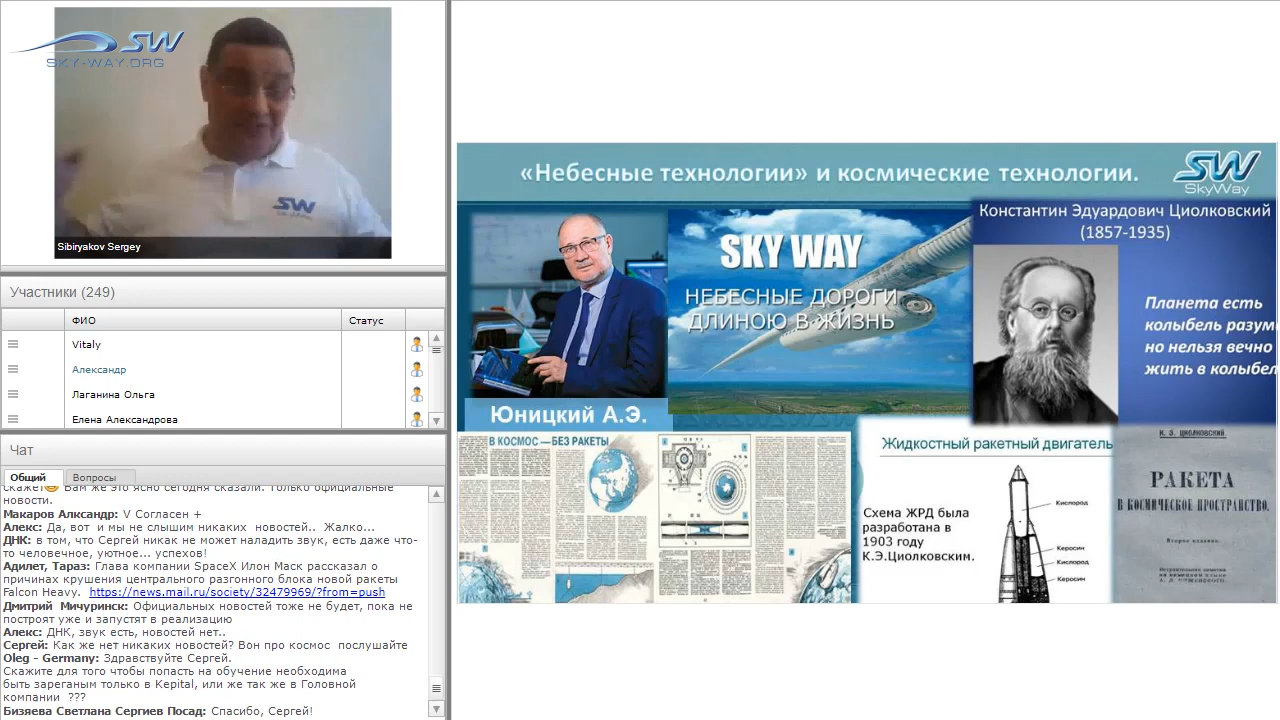 SW
SKY-WAY.ORG
SW
Sibiryakov Sergey
Участники (249)
ФИО
Статус
Vitaly
Александр
Лаганина Ольга
Елена Александрова
Чат
Общий
Вопросы
новости.
Макаров Александр: V Согласен +
Алекс: Да, вот и мы не слышим никаких новостей.. Жалко...
ДНК: в том, что Сергей никак не может наладить звук, есть даже что-
то человечное, уютное... успехов!
Адилет, Тараз: Глава компании SpaceX Илон Маск рассказал о
причинах крушения центрального разгонного блока новой ракеты
Falcon Heavy. https://news.mail.ru/society/32479969/?from=push
Дмитрий Мичуринск: Официальных новостей тоже не будет, пока не
построят уже и запустят в реализацию
Алекс: ДНК, звук есть, новостей нет..
Сергей: Как же нет никаких новостей? Вон про космос послушайте
Oleg - Germany: Здравствуйте Сергей.
Скажите для того чтобы попасть на обучение необходима
быть зареганым только в Kepital, или же так же в Головной
компании ???
Бизяева Светлана Сергиев Посад: Спасибо, Сергей!
«Небесные технологии» и космические технологии.
SW
SkyWay
Юницкий А.Э.
SKY WAY
НЕБЕСНЫЕ ДОРОГИ
ДЛИНОЮ В ЖИЗНЬ
Константин Эдуардович Циолковский
(1857-1935)
Планета есть
колыбель разум
но нельзя вечно
жить в колыбел
В КОСМОС — БЕЗ РАКЕТЫ
Жидкостный ракетный двигатель
Схема ЖРД была
разработана в
1903 году
К.Э.Циолковским.
Кислород
Керосин
Кислород
Керосин
К. Э. ЦИОЛКОВСКИЙ.
РАКЕТА
В КОСМИЧЕСКОЕ ПРОСТРАНСТВО.
Второе издание.